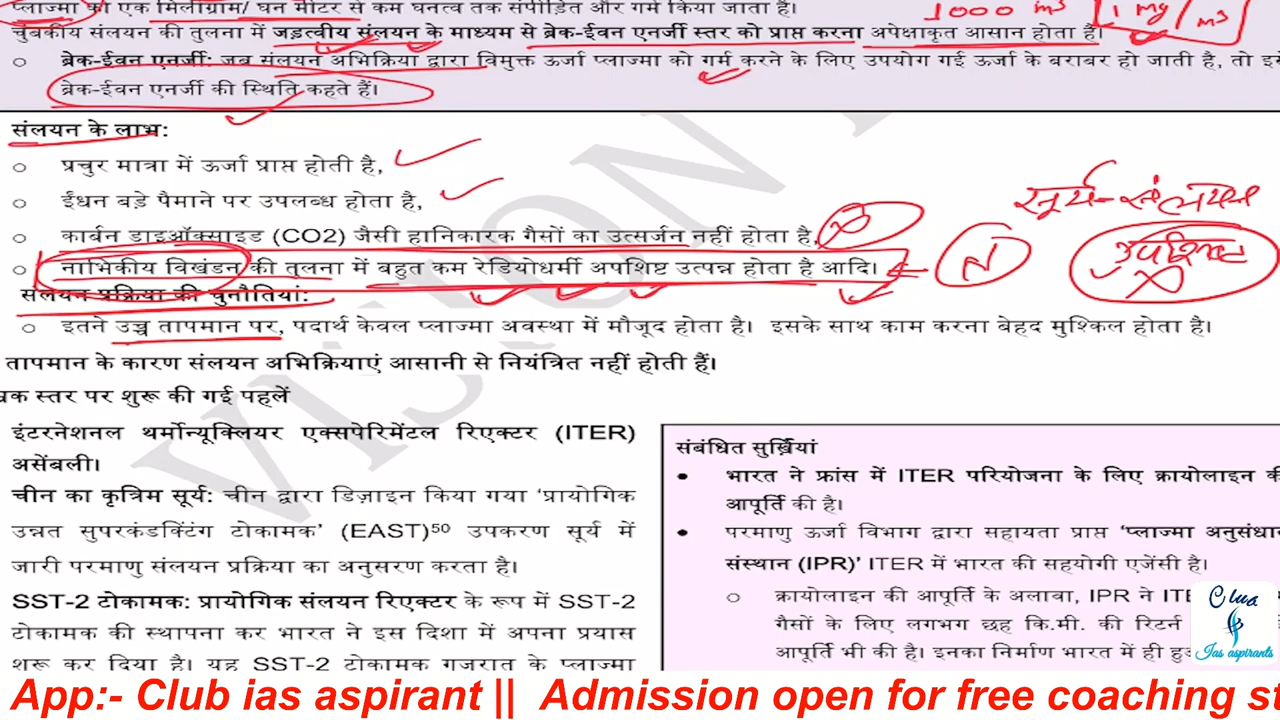 प्लाज्मा को एक मिलीग्राम/ घन मीटर से कम घनत्व तक संपीड़ित और गर्म किया जाता है।
1000 m³ 1 mg/m³
चुंबकीय संलयन की तुलना में जड़त्वीय संलयन के माध्यम से ब्रेक-ईवन एनर्जी स्तर को प्राप्त करना अपेक्षाकृत आसान होता है।
○ ब्रेक-ईवन एनर्जी: जब संलयन अभिक्रिया द्वारा विमुक्त ऊर्जा प्लाज्मा को गर्म करने के लिए उपयोग गई ऊर्जा के बराबर हो जाती है, तो
ब्रेक-ईवन एनर्जी की स्थिति कहते हैं।
संलयन के लाभ:
○ प्रचुर मात्रा में ऊर्जा प्राप्त होती है,
○ ईंधन बड़े पैमाने पर उपलब्ध होता है,
सूर्य - संलयन
○ कार्बन डाइऑक्साइड (CO2) जैसी हानिकारक गैसों का उत्सर्जन नहीं होता है,
उपशिष्ट
○ नाभिकीय विखंडन की तुलना में बहुत कम रेडियोधर्मी अपशिष्ट उत्पन्न होता है आदि।
N
संलयन प्रक्रिया की चुनौतियां:
○ इतने उच्च तापमान पर, पदार्थ केवल प्लाज्मा अवस्था में मौजूद होता है। इसके साथ काम करना बेहद मुश्किल होता है।
तापमान के कारण संलयन अभिक्रियाएं आसानी से नियंत्रित नहीं होती हैं।
स्तर पर शुरू की गई पहलें
इंटरनेशनल थर्मोन्यूक्लियर एक्सपेरिमेंटल रिएक्टर (ITER)
असेंबली।
चीन का कृत्रिम सूर्य: चीन द्वारा डिज़ाइन किया गया 'प्रायोगिक
उन्नत सुपरकंडक्टिंग टोकामक' (EAST)⁵⁰ उपकरण सूर्य में
जारी परमाणु संलयन प्रक्रिया का अनुसरण करता है।
SST-2 टोकामक: प्रायोगिक संलयन रिएक्टर के रूप में SST-2
टोकामक की स्थापना कर भारत ने इस दिशा में अपना प्रयास
शुरू कर दिया है। यह SST-2 टोकामक गुजरात के प्लाज्मा
संबंधित सुर्ख़ियां
• भारत ने फ्रांस में ITER परियोजना के लिए क्रायोलाइन की
आपूर्ति की है।
• परमाणु ऊर्जा विभाग द्वारा सहायता प्राप्त 'प्लाज्मा अनुसंधान
संस्थान (IPR)' ITER में भारत की सहयोगी एजेंसी है।
○ क्रायोलाइन की आपूर्ति के अलावा, IPR ने
गैसों के लिए लगभग छह कि.मी. की रिटर्न
आपूर्ति भी की है। इनका निर्माण भारत में ही
VISION
Club
Ias aspirants
App:- Club ias aspirant || Admission open for free coaching